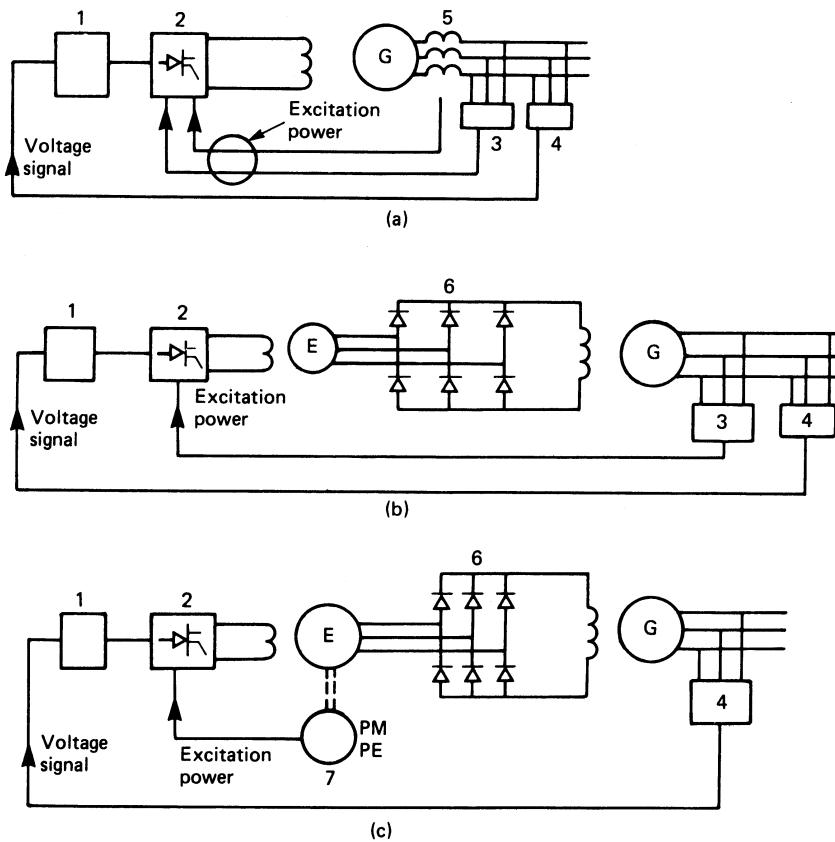 1
2
5
G
Excitation
power
Voltage
signal
3
4
(a)
1
2
6
E
G
Excitation
power
Voltage
signal
3
4
(b)
6
1
2
E
G
4
PM
PE
Voltage
signal
Excitation
power
7
(c)